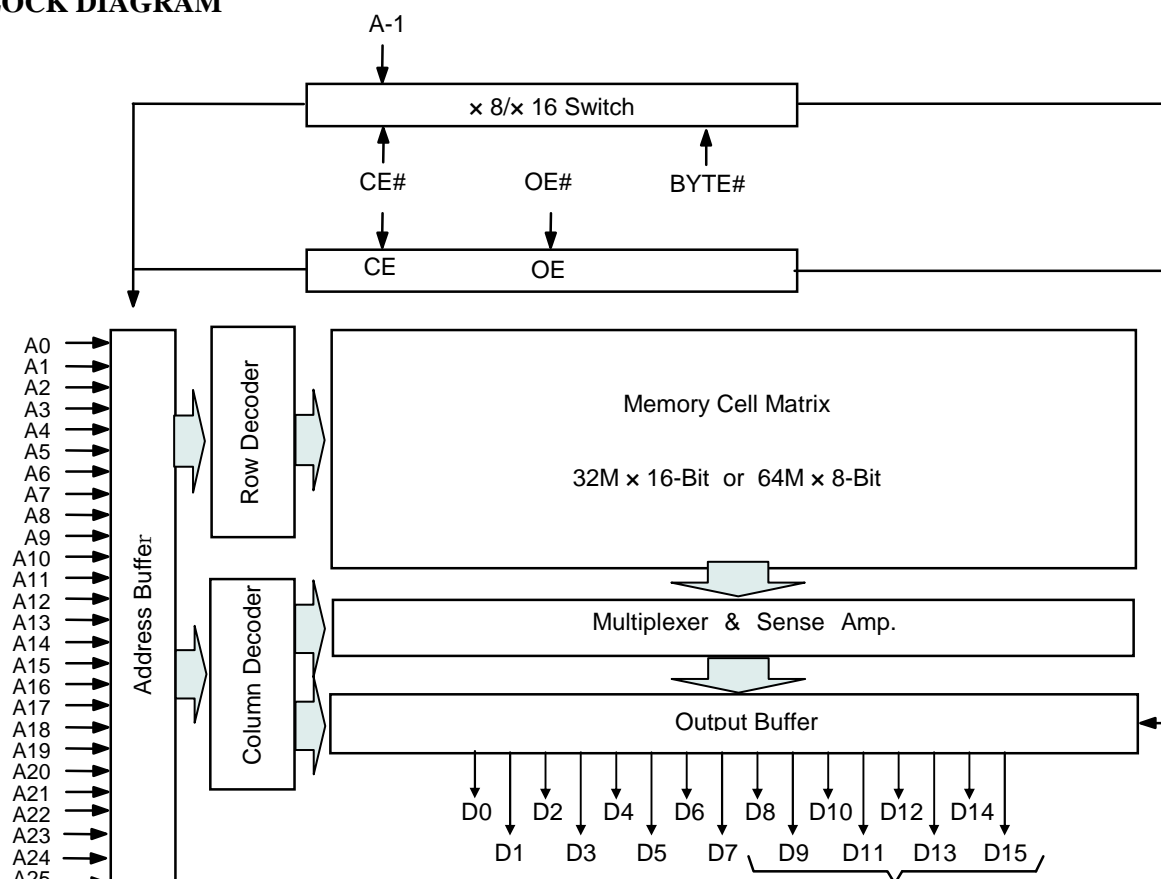 BLOCK DIAGRAM
A-1
× 8/× 16 Switch
CE# OE# BYTE#
CE OE
A0
A1
A2
A3
A4
A5
A6
A7
A8
A9
A10
A11
A12
A13
A14
A15
A16
A17
A18
A19
A20
A21
A22
A23
A24
A25
Address Buffer
Row Decoder
Column Decoder
Memory Cell Matrix
32M × 16-Bit or 64M × 8-Bit
Multiplexer & Sense Amp.
Output Buffer
D0 D2 D4 D6 D8 D10 D12 D14
D1 D3 D5 D7 D9 D11 D13 D15